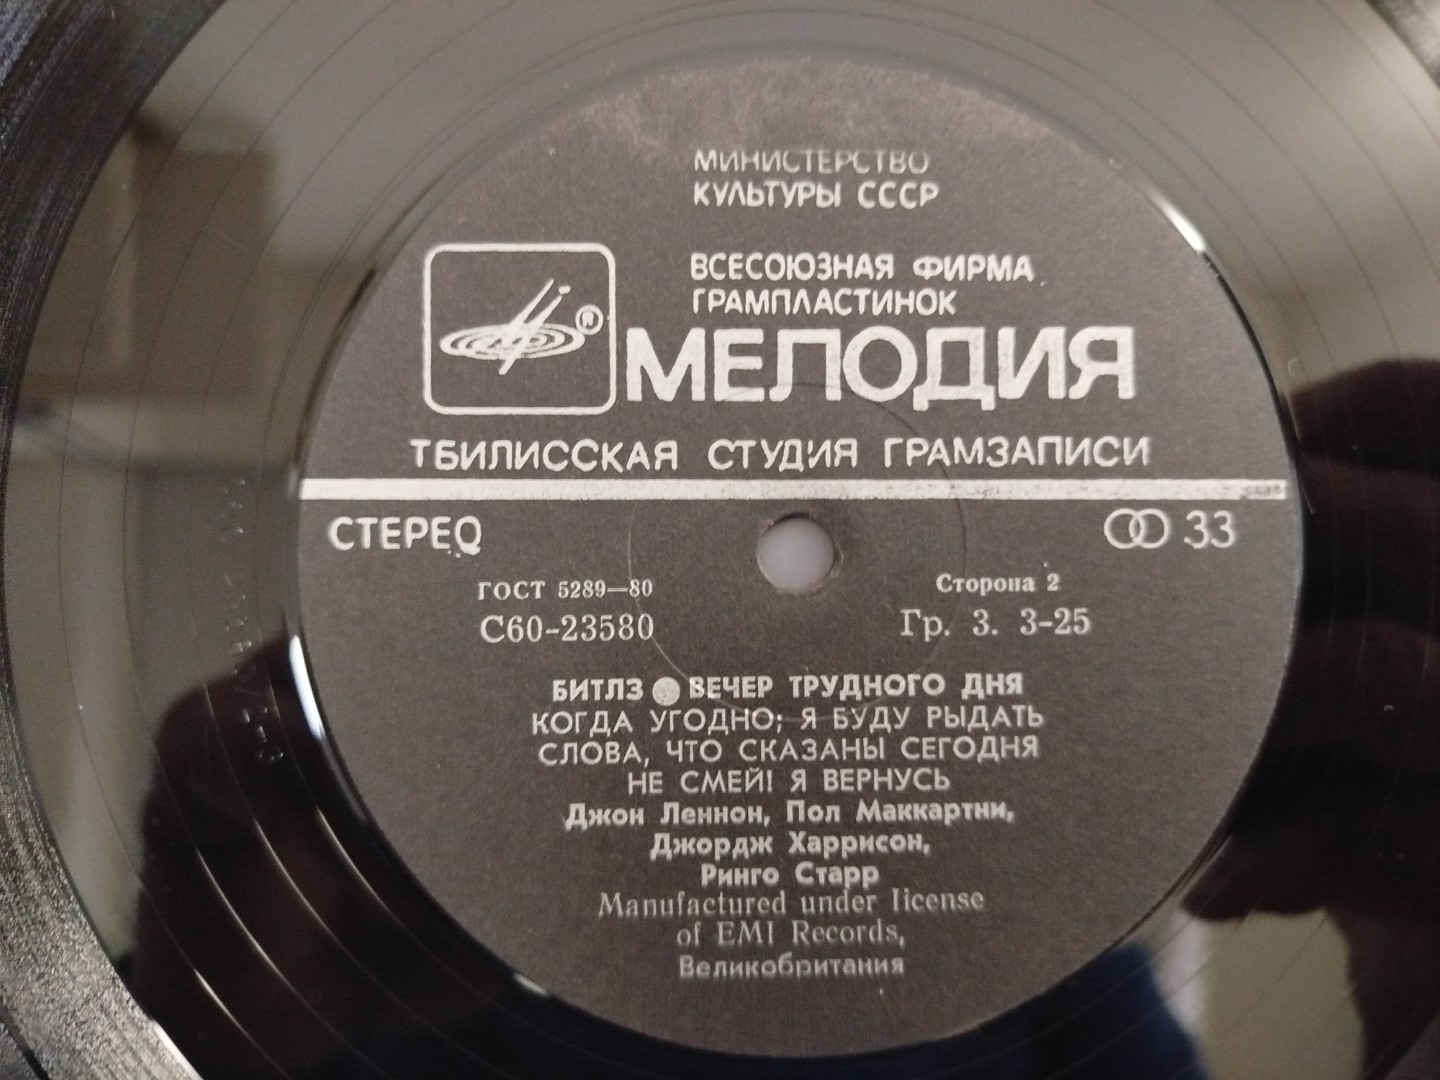 МИНИСТЕРСТВО
КУЛЬТУРЫ СССР
ВСЕСОЮЗНАЯ ФИРМА
ГРАМПЛАСТИНОК
®
МЕЛОДИЯ
ТБИЛИССКАЯ СТУДИЯ ГРАМЗАПИСИ
СТЕРЕО
33
ГОСТ 5289—80
Сторона 2
С60-23580
Гр. 3. 3-25
БИТЛЗ ● ВЕЧЕР ТРУДНОГО ДНЯ
КОГДА УГОДНО; Я БУДУ РЫДАТЬ
СЛОВА, ЧТО СКАЗАНЫ СЕГОДНЯ
НЕ СМЕЙ! Я ВЕРНУСЬ
Джон Леннон, Пол Маккартни,
Джордж Харрисон,
Ринго Старр
Manufactured under license
of EMI Records,
Великобритания